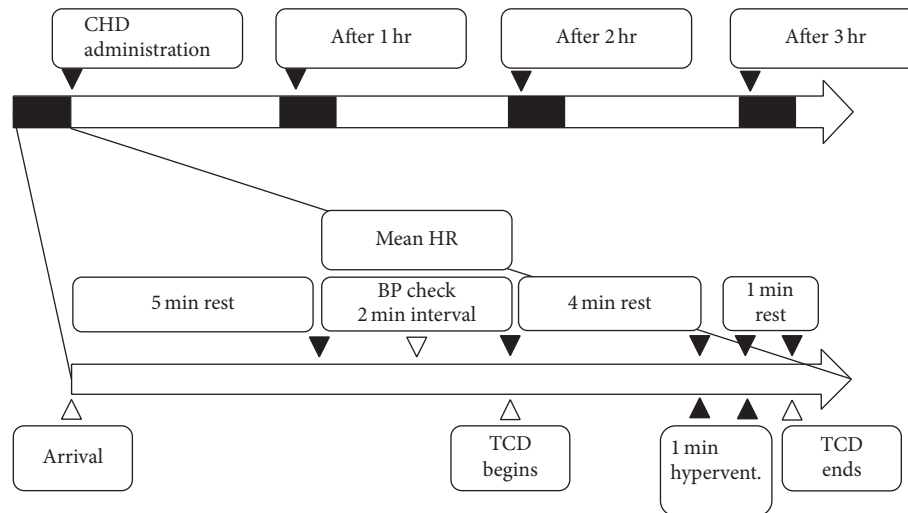 CHD
administration
After 1 hr
After 2 hr
After 3 hr
Mean HR
5 min rest
BP check
2 min interval
4 min rest
1 min
rest
Arrival
TCD
begins
1 min
hypervent.
TCD
ends